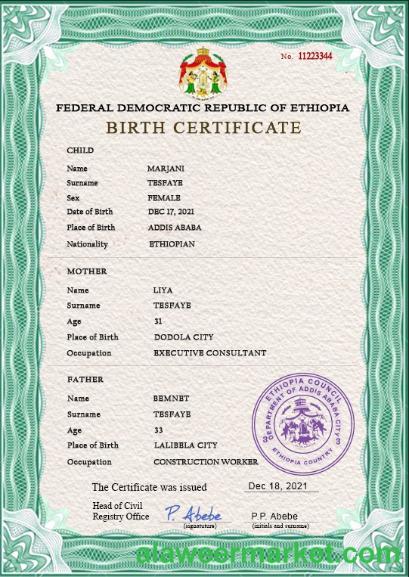 No. 11223344
FEDERAL DEMOCRATIC REPUBLIC OF ETHIOPIA
BIRTH CERTIFICATE
CHILD
Name MARJANI
Surname TESFAYE
Sex FEMALE
Date of Birth DEC 17, 2021
Place of Birth ADDIS ABABA
Nationality ETHIOPIAN
MOTHER
Name LIYA
Surname TESFAYE
Age 31
Place of Birth DODOLA CITY
Occupation EXECUTIVE CONSULTANT
FATHER
Name BEMNET
Surname TESFAYE
Age 33
Place of Birth LALIBELA CITY
Occupation CONSTRUCTION WORKER
ETHIOPIA COUNCIL
DEPARTMENT OF ADDIS ABABA CITY
ETHIOPIA COUNTRY
The Certificate was issued Dec 18, 2021
Head of Civil
Registry Office P. Abebe P.P. Abebe
(signaturure) (initials and surname)